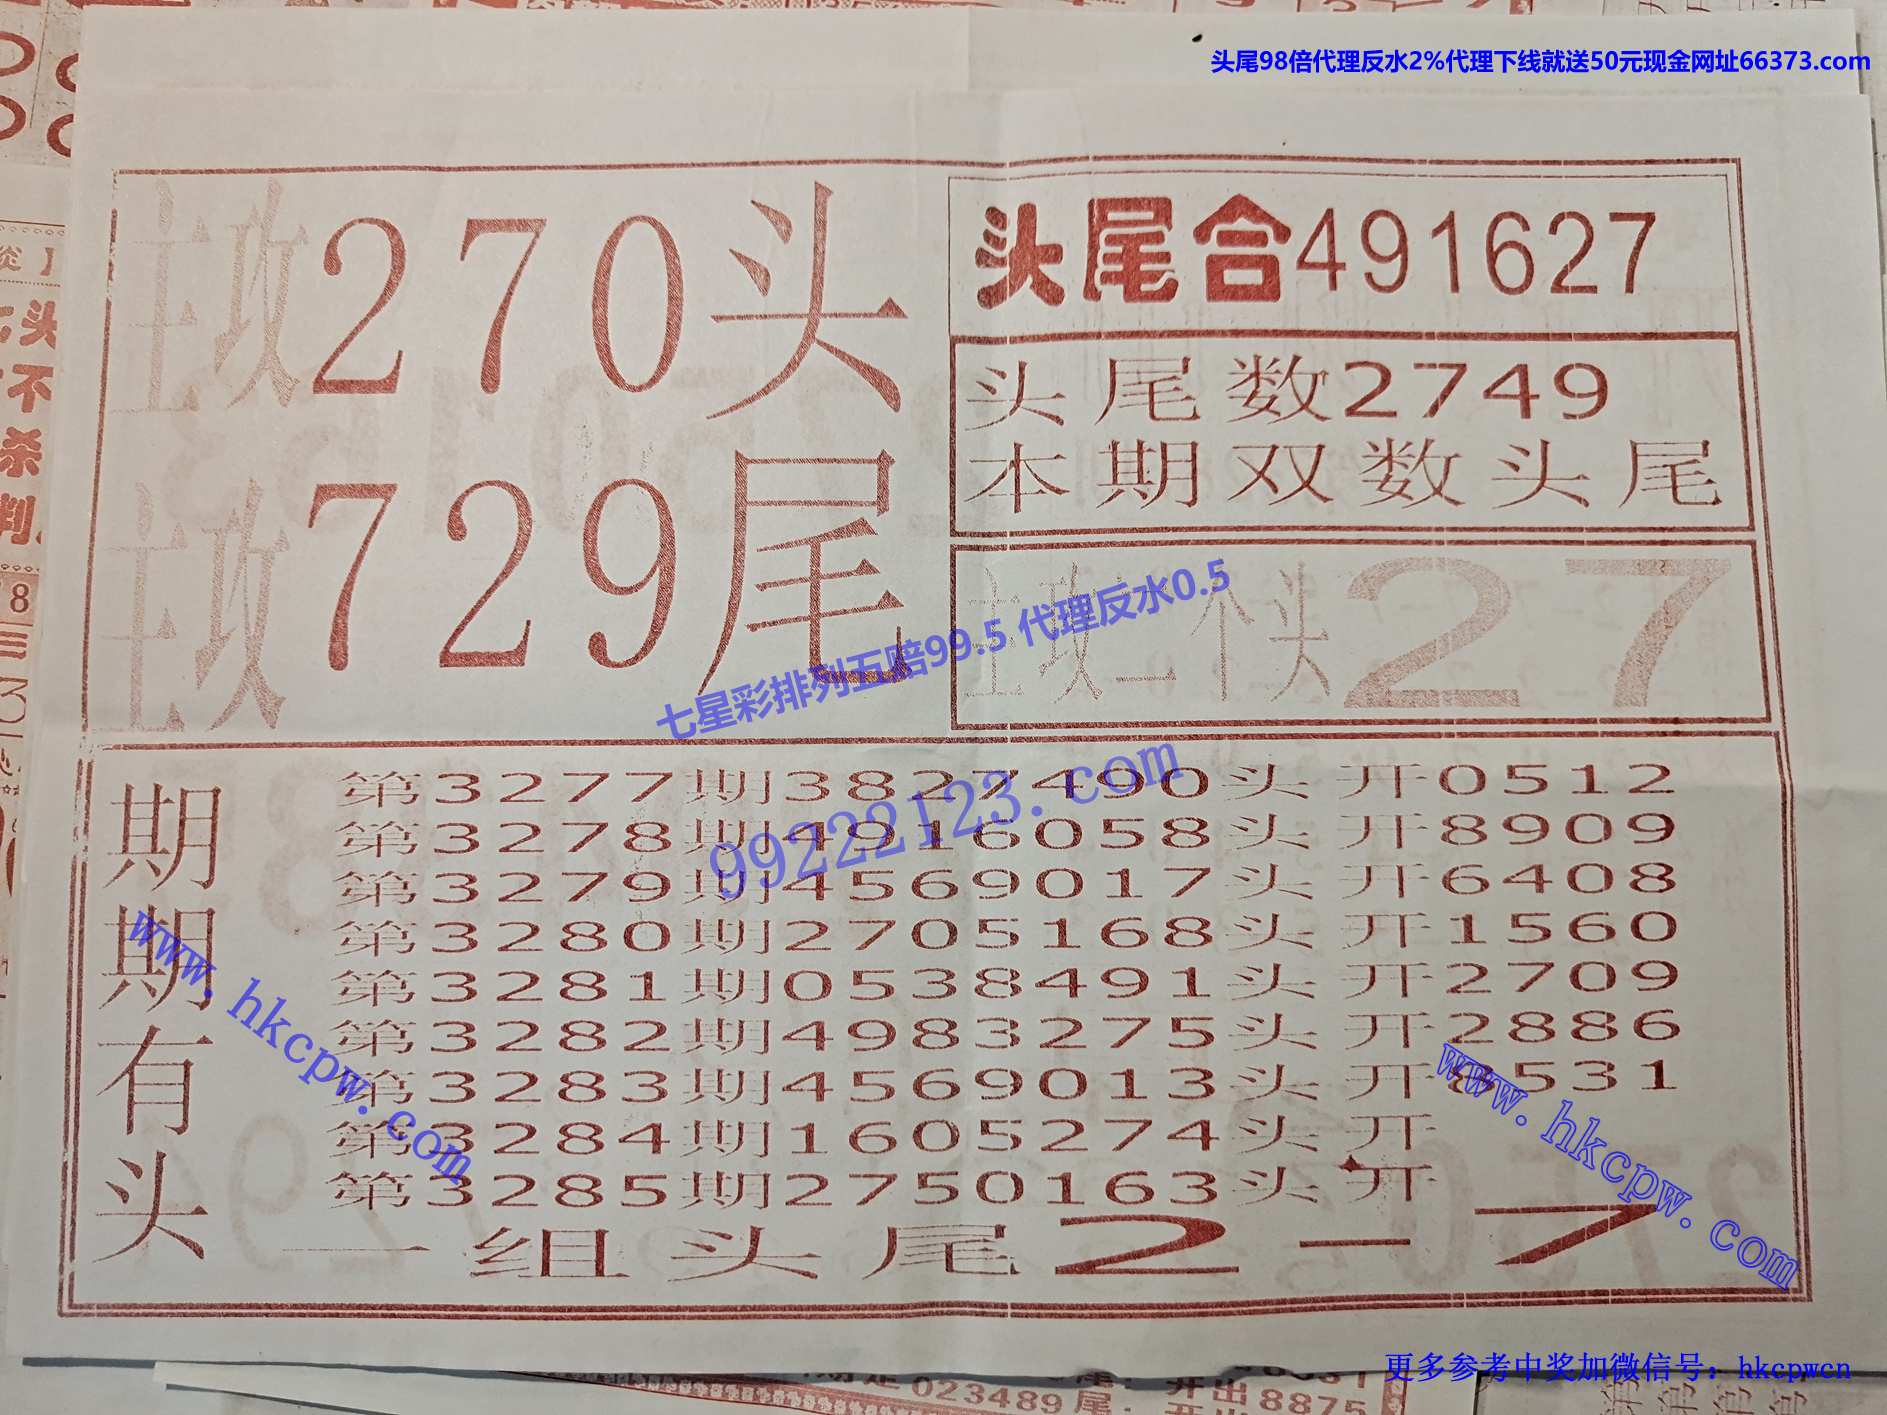 头尾98倍代理反水2%代理下线就送50元现金网址66373.com
主攻270头
主攻729尾
头尾合491627
头尾数2749
本期双数头尾
主攻二个头27
七星彩排列五赔99.5 代理反水0.5
99222123.com
期期有头
第3277期3827490头 开0512
第3278期4916058头 开8909
第3279期4569017头 开6408
第3280期2705168头 开1560
第3281期0538491头 开2709
第3282期4983275头 开2886
第3283期4569013头 开8531
第3284期1605274头 开
第3285期2750163头 开
一组头尾2-7
www.hkcpw.com
www.hkcpw.com
更多参考中奖加微信号：hkcpwcn
023489尾
开出8875